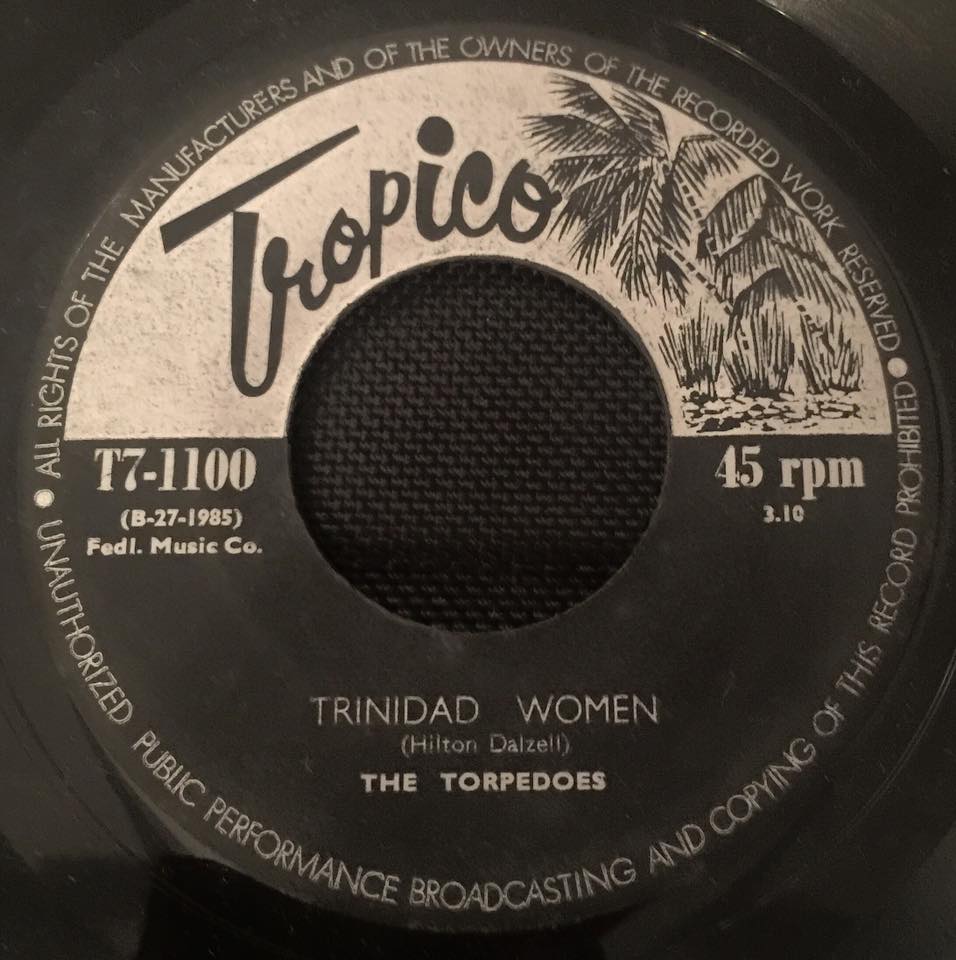 ALL RIGHTS OF THE MANUFACTURERS AND OF THE OWNERS OF THE RECORDED WORK RESERVED ●
UNAUTHORIZED PUBLIC PERFORMANCE BROADCASTING AND COPYING OF THIS RECORD PROHIBITED ●
Tropico
T7-1100
(B-27-1985)
Fedl. Music Co.
45 rpm
3.10
TRINIDAD WOMEN
(Hilton Dalzell)
THE TORPEDOES